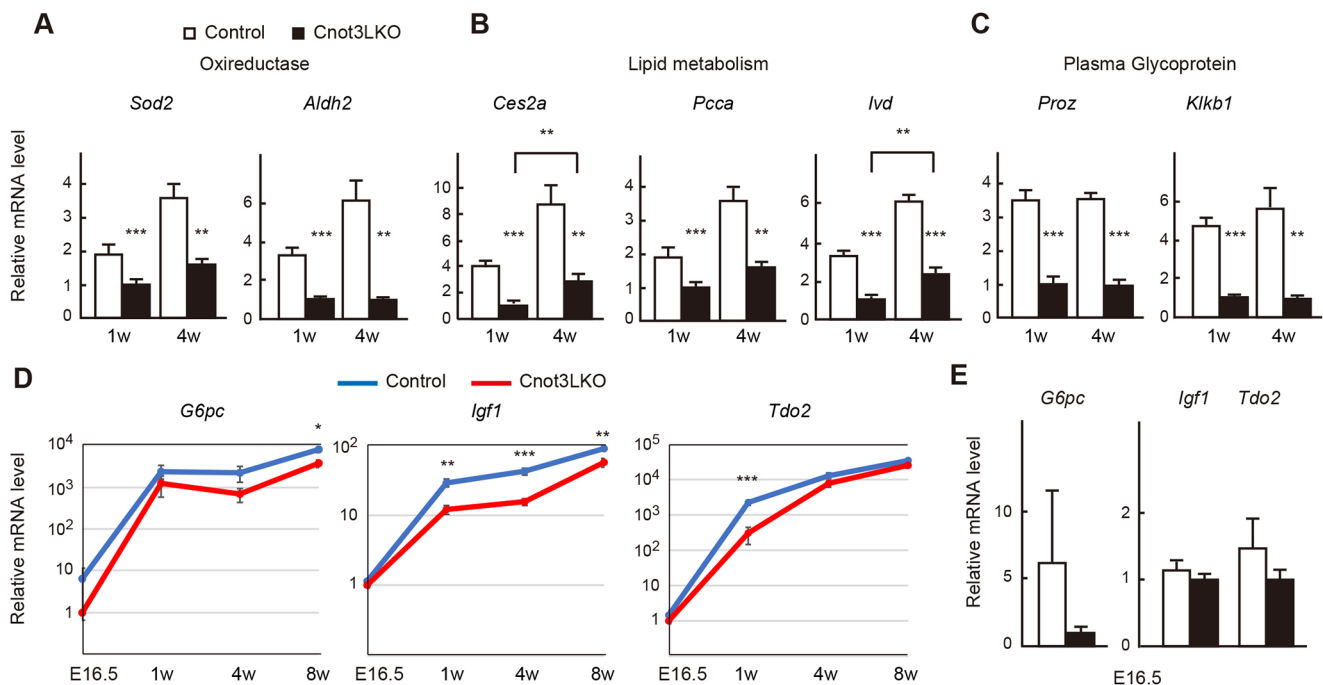 A
B
C
Control Cnot3LKO
Oxireductase
Lipid metabolism
Plasma Glycoprotein
Sod2 Aldh2 Ces2a Pcca Ivd Proz Klkb1
Relative mRNA level
4
3
2
1
0
*** **
1w 4w
6
4
2
0
*** **
1w 4w
10
8
6
4
2
0
**
*** **
1w 4w
4
3
2
1
0
*** **
1w 4w
6
4
2
0
**
*** ***
1w 4w
4
3
2
1
0
*** ***
1w 4w
6
4
2
0
*** **
1w 4w
D
Control Cnot3LKO
G6pc Igf1 Tdo2
Relative mRNA level
10⁴
10³
10²
10
1
*
E16.5 1w 4w 8w
10²
10
1
** *** **
E16.5 1w 4w 8w
10⁵
10⁴
10³
10²
10
1
***
E16.5 1w 4w 8w
E
G6pc Igf1 Tdo2
Relative mRNA level
10
5
0
2
1
0
E16.5